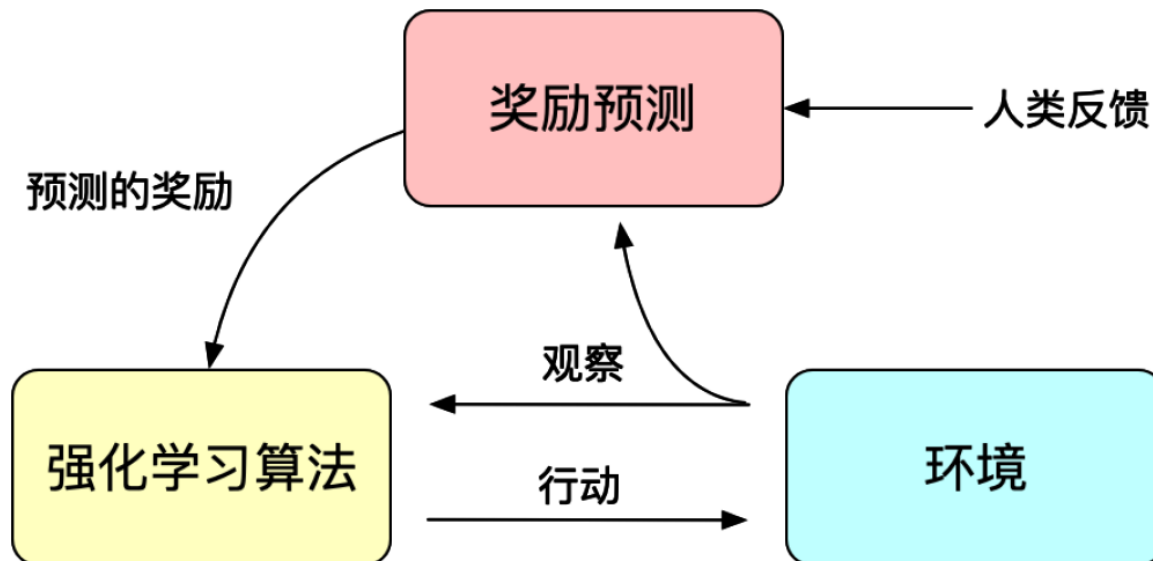 奖励预测
人类反馈
预测的奖励
观察
强化学习算法
行动
环境